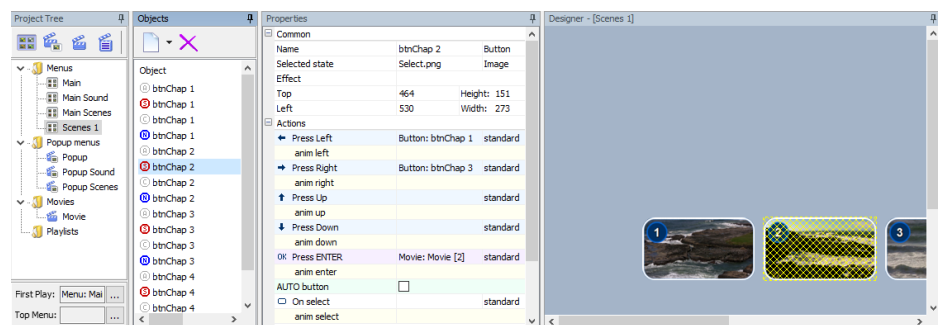 Project Tree
Menus
Main
Main Sound
Main Scenes
Scenes 1
Popup menus
Popup
Popup Sound
Popup Scenes
Movies
Movie
Playlists
First Play: Menu: Mai ...
Top Menu: ...
Objects
Object
R btnChap 1
S btnChap 1
C btnChap 1
N btnChap 1
R btnChap 2
S btnChap 2
C btnChap 2
N btnChap 2
R btnChap 3
S btnChap 3
C btnChap 3
N btnChap 3
R btnChap 4
S btnChap 4
C btnChap 4
Properties
Common
Name btnChap 2 Button
Selected state Select.png Image
Effect
Top 464 Height: 151
Left 530 Width: 273
Actions
Press Left Button: btnChap 1 standard
anim left
Press Right Button: btnChap 3 standard
anim right
Press Up standard
anim up
Press Down standard
anim down
OK Press ENTER Movie: Movie [2] standard
anim enter
AUTO button
On select standard
anim select
Designer - [Scenes 1]
1
2
3